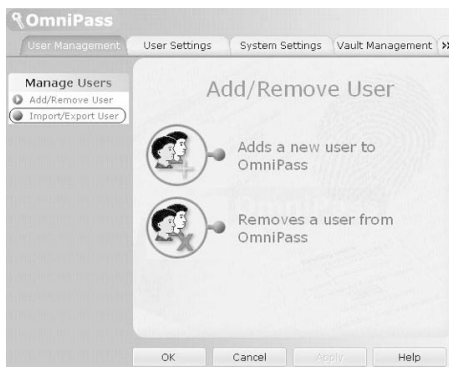 OmniPass
User Management User Settings System Settings Vault Management
Manage Users
Add/Remove User
Import/Export User
Add/Remove User
Adds a new user to
OmniPass
Removes a user from
OmniPass
OmniPass
OK Cancel Apply Help